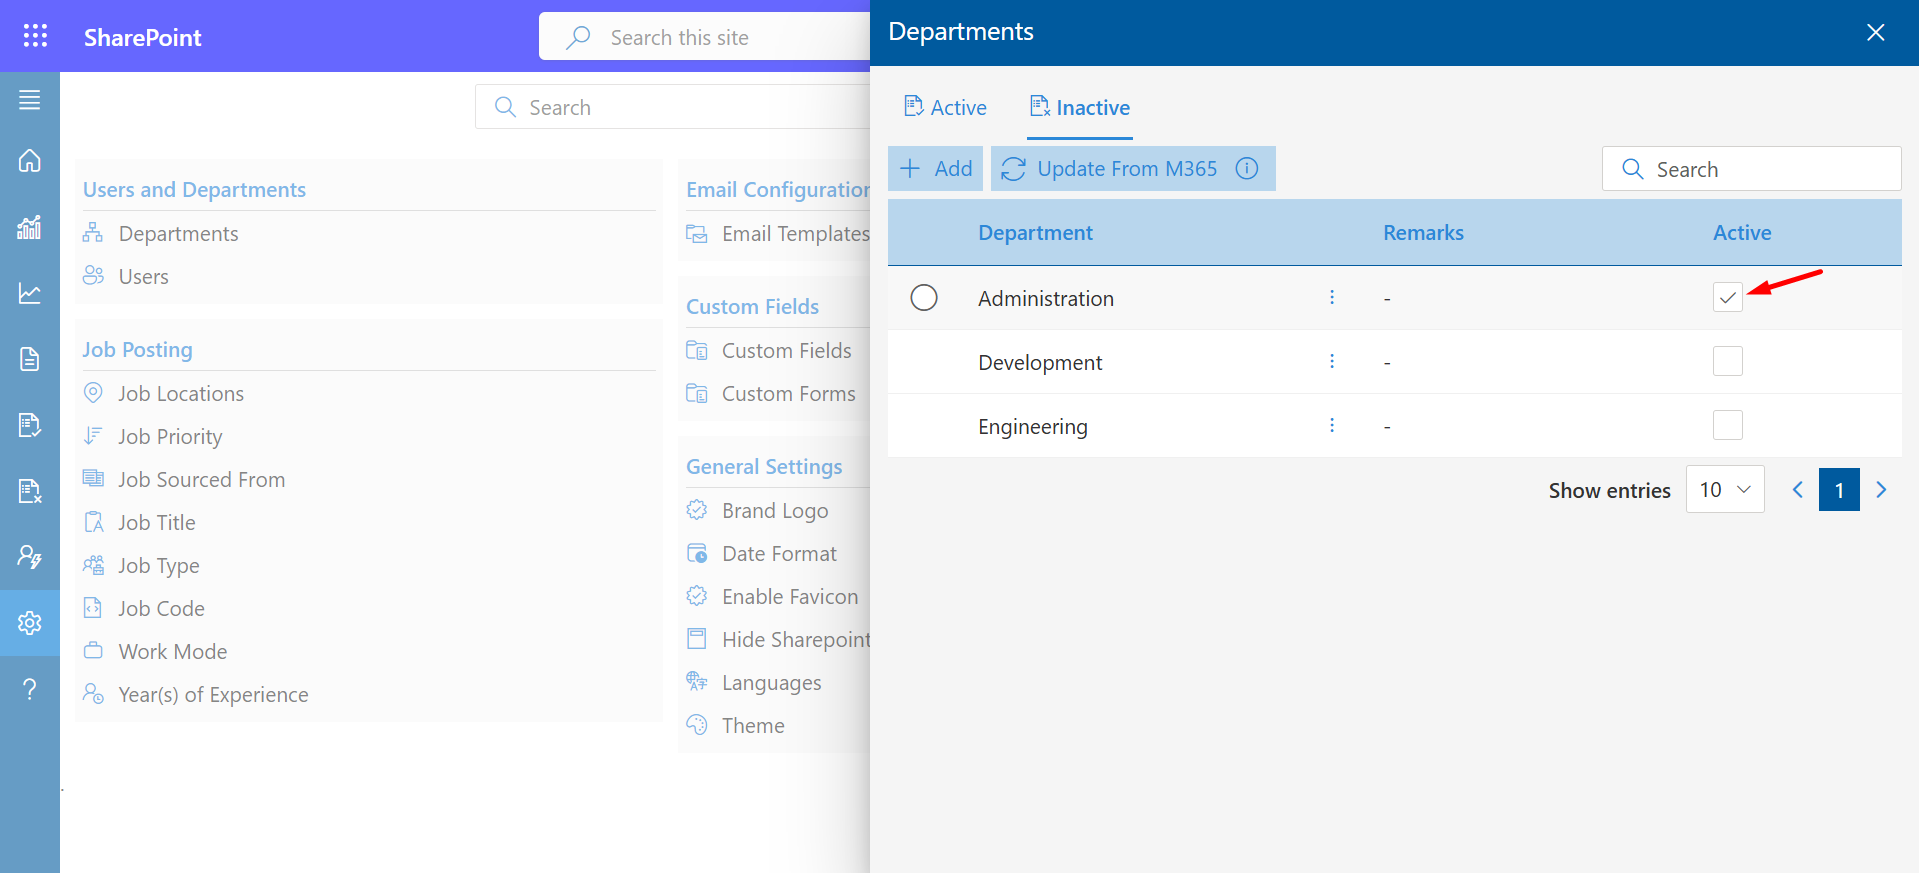 SharePoint
Search this site
Search
Users and Departments
Departments
Users
Job Posting
Job Locations
Job Priority
Job Sourced From
Job Title
Job Type
Job Code
Work Mode
Year(s) of Experience
Email Configuration
Email Templates
Custom Fields
Custom Fields
Custom Forms
General Settings
Brand Logo
Date Format
Enable Favicon
Hide Sharepoint
Languages
Theme
Departments
Active Inactive
Add Update From M365 Search
Department Remarks Active
Administration -
Development -
Engineering -
Show entries 10 1